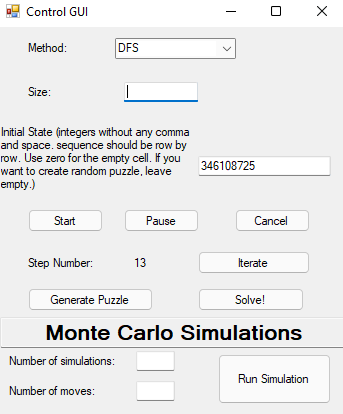 Control GUI
Method: DFS
Size:
Initial State (integers without any comma
and space. sequence should be row by
row. Use zero for the empty cell. If you
want to create random puzzle, leave
empty.)
346108725
Start Pause Cancel
Step Number: 13 Iterate
Generate Puzzle Solve!
Monte Carlo Simulations
Number of simulations:
Number of moves:
Run Simulation